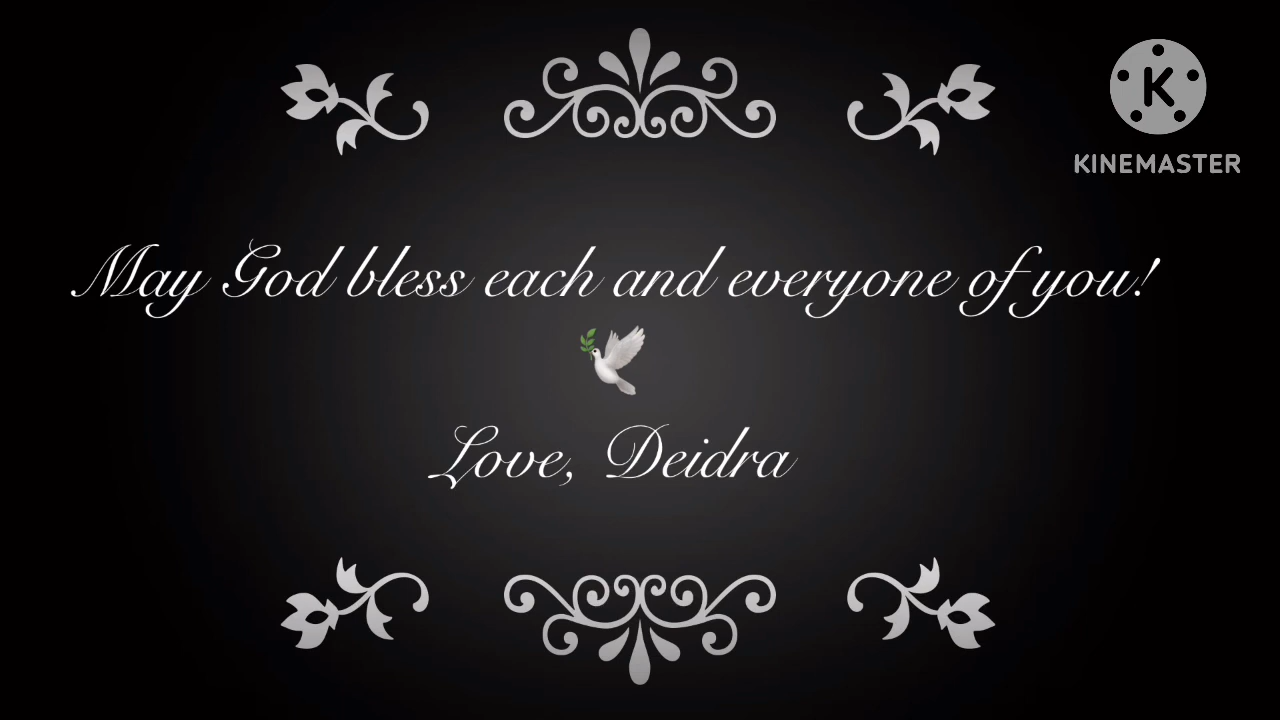 KINEMASTER
May God bless each and everyone of you!
🕊️
Love, Deidra